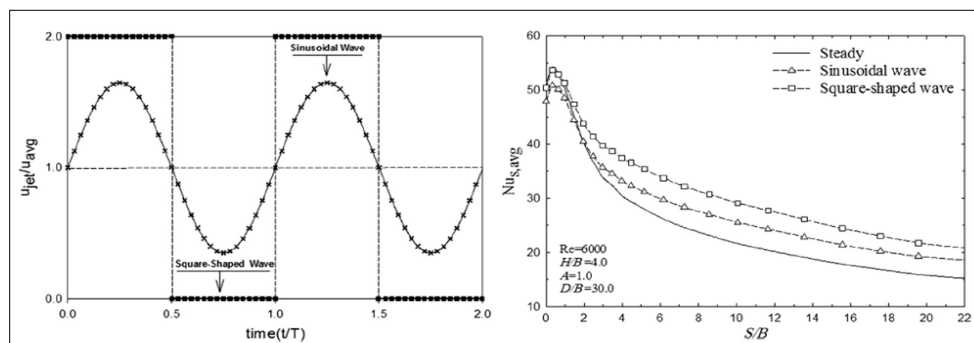 2.0
Sinusoidal Wave
u_jet/u_avg
1.0
Square-Shaped Wave
0.0
0.0 0.5 1.0 1.5 2.0
time(t/T)
60
50
40
30
20
10
Nu_S,avg
Steady
Sinusoidal wave
Square-shaped wave
Re=6000
H/B=4.0
A=1.0
D/B=30.0
0 2 4 6 8 10 12 14 16 18 20 22
S/B